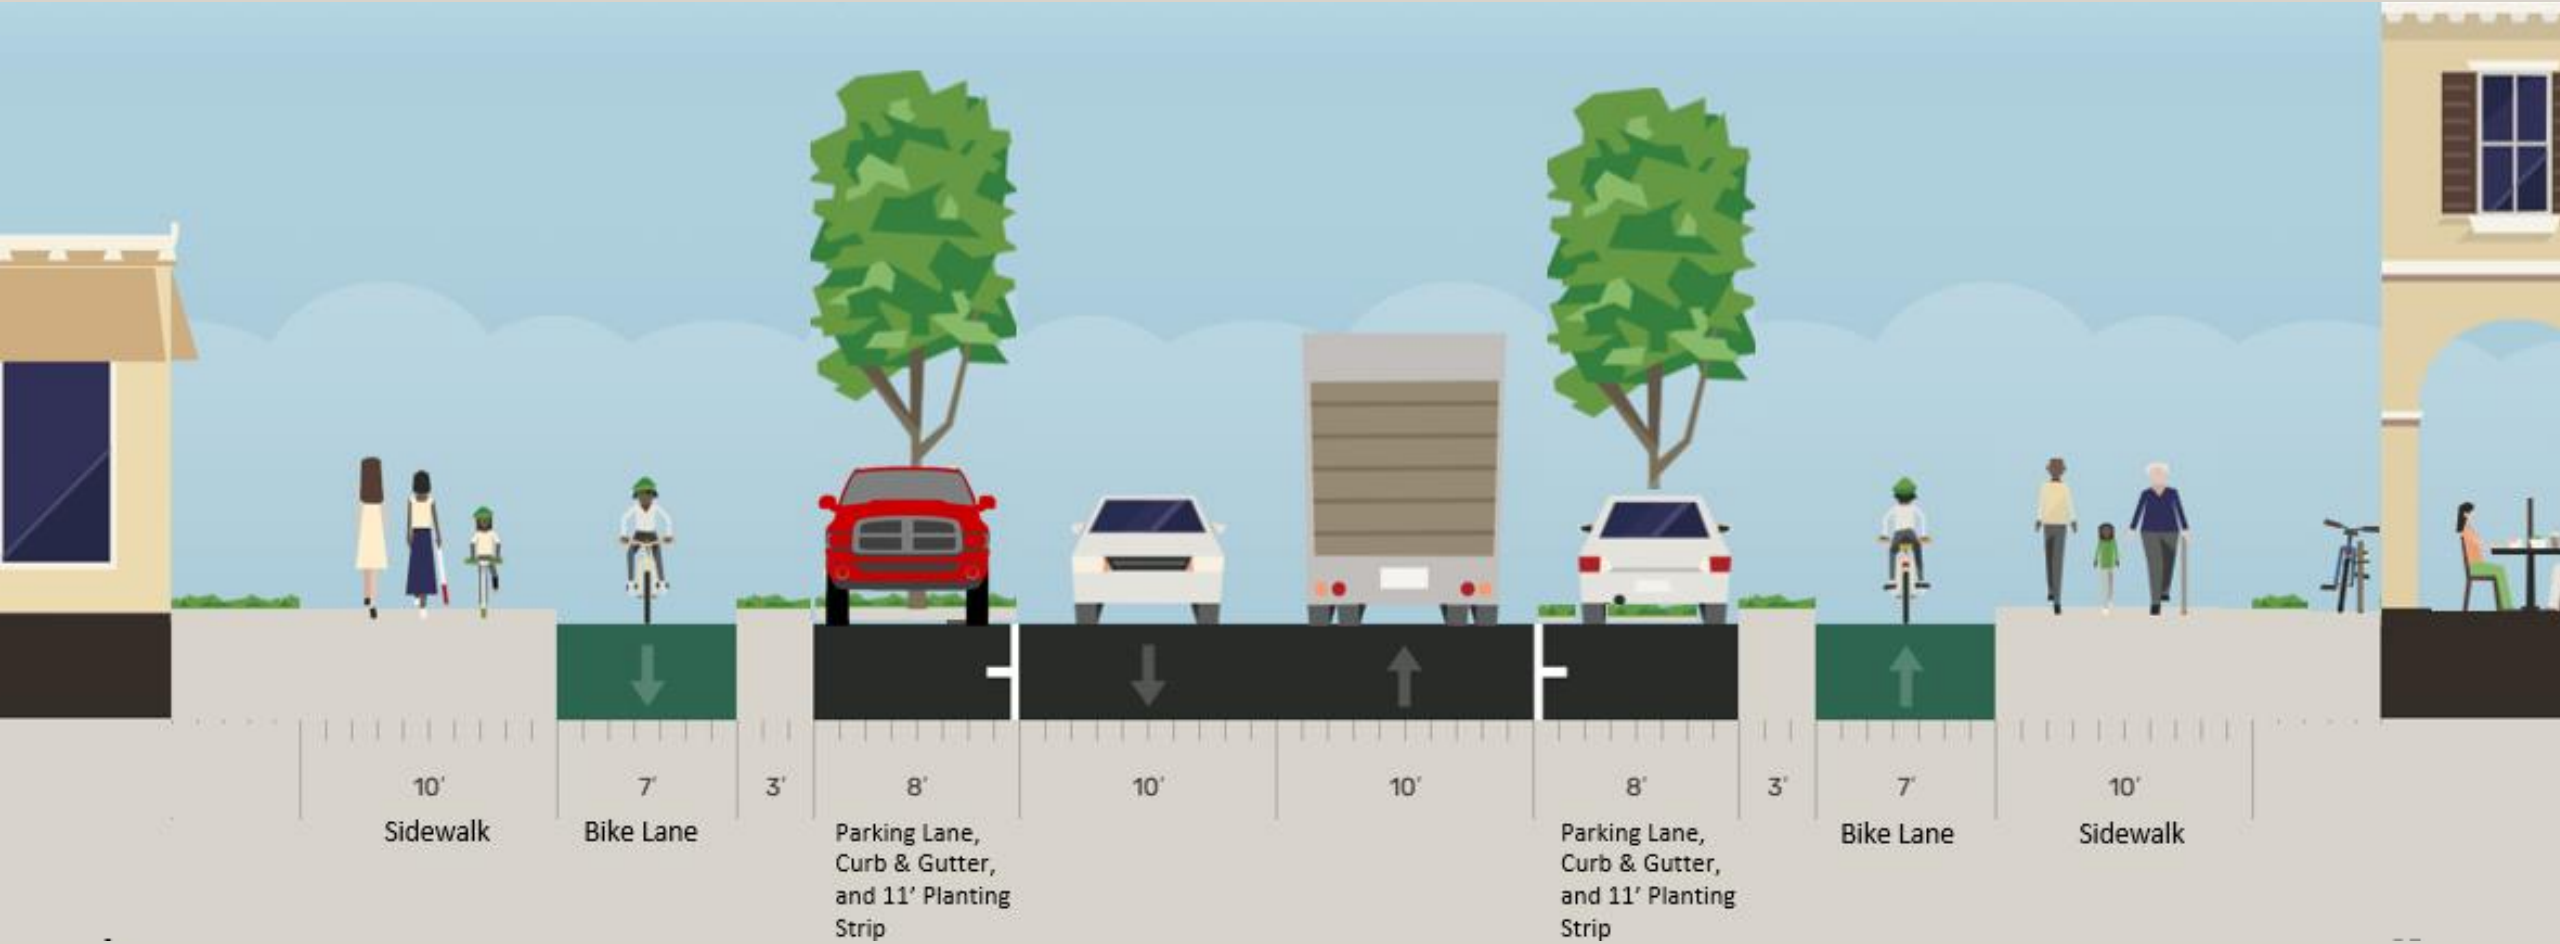 10' 7' 3' 8' 10' 10' 8' 3' 7' 10'
Sidewalk Bike Lane Parking Lane, Parking Lane, Bike Lane Sidewalk
Curb & Gutter, Curb & Gutter,
and 11' Planting and 11' Planting
Strip Strip